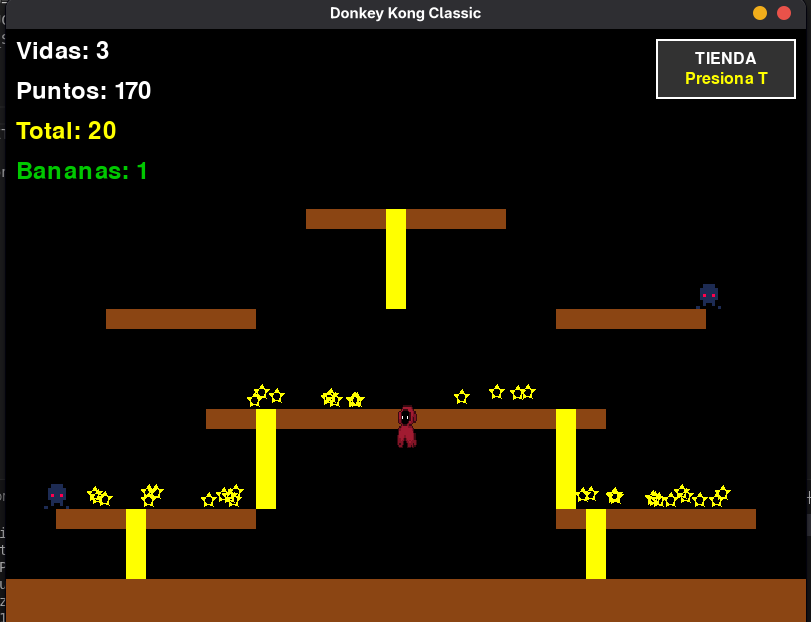 Donkey Kong Classic
Vidas: 3
Puntos: 170
Total: 20
Bananas: 1
TIENDA
Presiona T